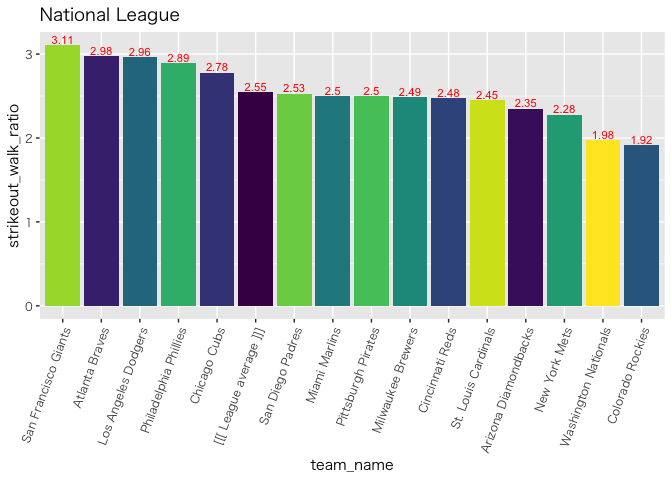 National League
strikeout_walk_ratio
3
2
1
0
3.11
2.98
2.96
2.89
2.78
2.55
2.53
2.5
2.5
2.49
2.48
2.45
2.35
2.28
1.98
1.92
San Francisco Giants
Atlanta Braves
Los Angeles Dodgers
Philadelphia Phillies
Chicago Cubs
[[[ League average ]]]
San Diego Padres
Miami Marlins
Pittsburgh Pirates
Milwaukee Brewers
Cincinnati Reds
St. Louis Cardinals
Arizona Diamondbacks
New York Mets
Washington Nationals
Colorado Rockies
team_name